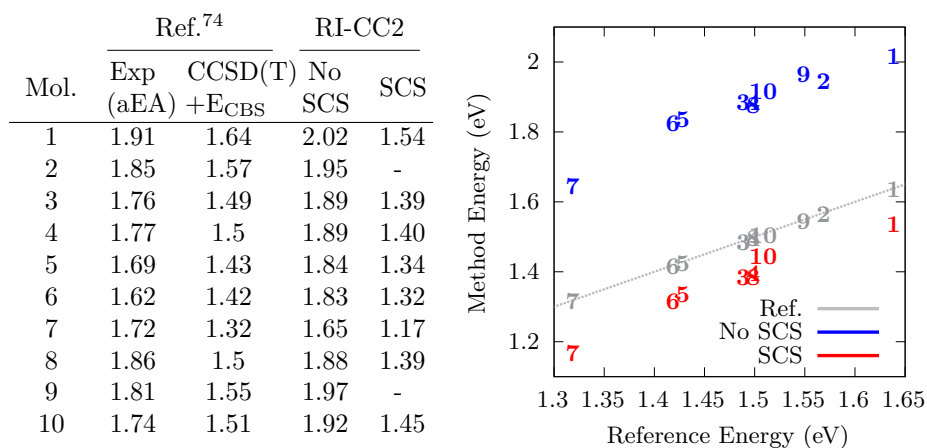 Ref.74 RI-CC2
Mol. Exp (aEA) CCSD(T) +ECBS No SCS SCS
1 1.91 1.64 2.02 1.54
2 1.85 1.57 1.95 -
3 1.76 1.49 1.89 1.39
4 1.77 1.5 1.89 1.40
5 1.69 1.43 1.84 1.34
6 1.62 1.42 1.83 1.32
7 1.72 1.32 1.65 1.17
8 1.86 1.5 1.88 1.39
9 1.81 1.55 1.97 -
10 1.74 1.51 1.92 1.45
Method Energy (eV)
2
1.8
1.6
1.4
1.2
1 2 9 10 3 8 5 6 7
1 2 9 10 3 5 6 7
1 10 3 5 6 7
Ref.
No SCS
SCS
1.3 1.35 1.4 1.45 1.5 1.55 1.6 1.65
Reference Energy (eV)